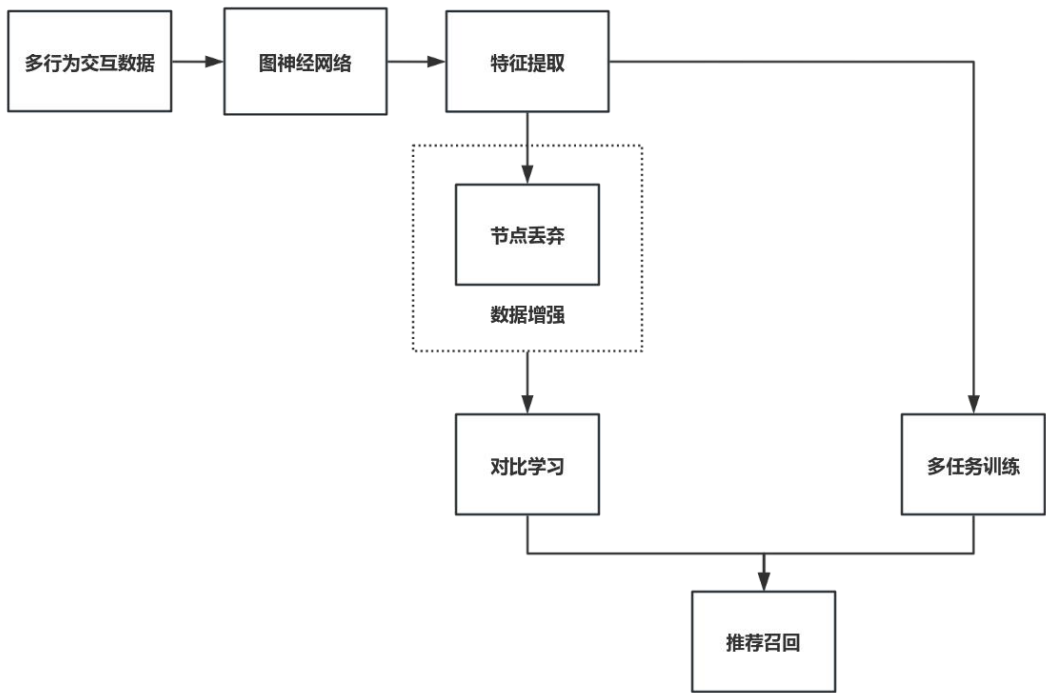 多行为交互数据
图神经网络
特征提取
节点丢弃
数据增强
对比学习
多任务训练
推荐召回